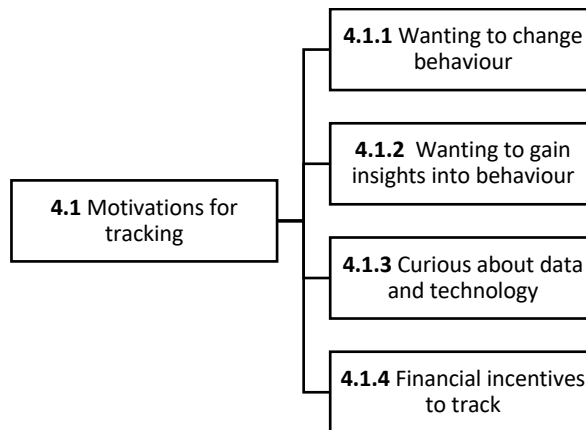 4.1.1 Wanting to change
behaviour
4.1.2 Wanting to gain
insights into behaviour
4.1 Motivations for
tracking
4.1.3 Curious about data
and technology
4.1.4 Financial incentives
to track